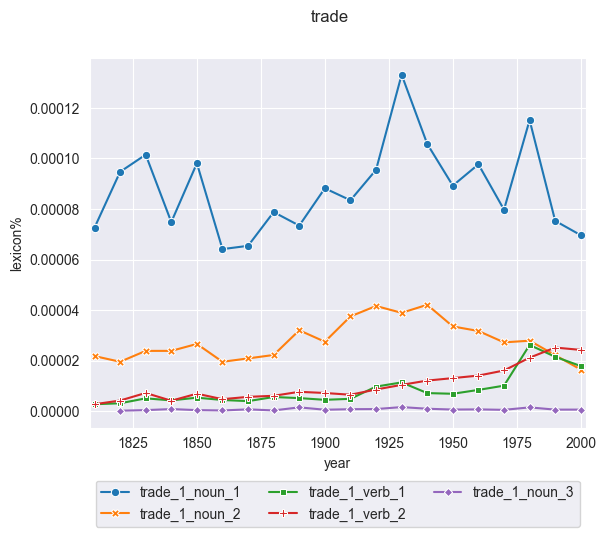 trade
0.00012
0.00010
0.00008
0.00006
0.00004
0.00002
0.00000
lexicon%
1825 1850 1875 1900 1925 1950 1975 2000
year
trade_1_noun_1 trade_1_verb_1 trade_1_noun_3
trade_1_noun_2 trade_1_verb_2